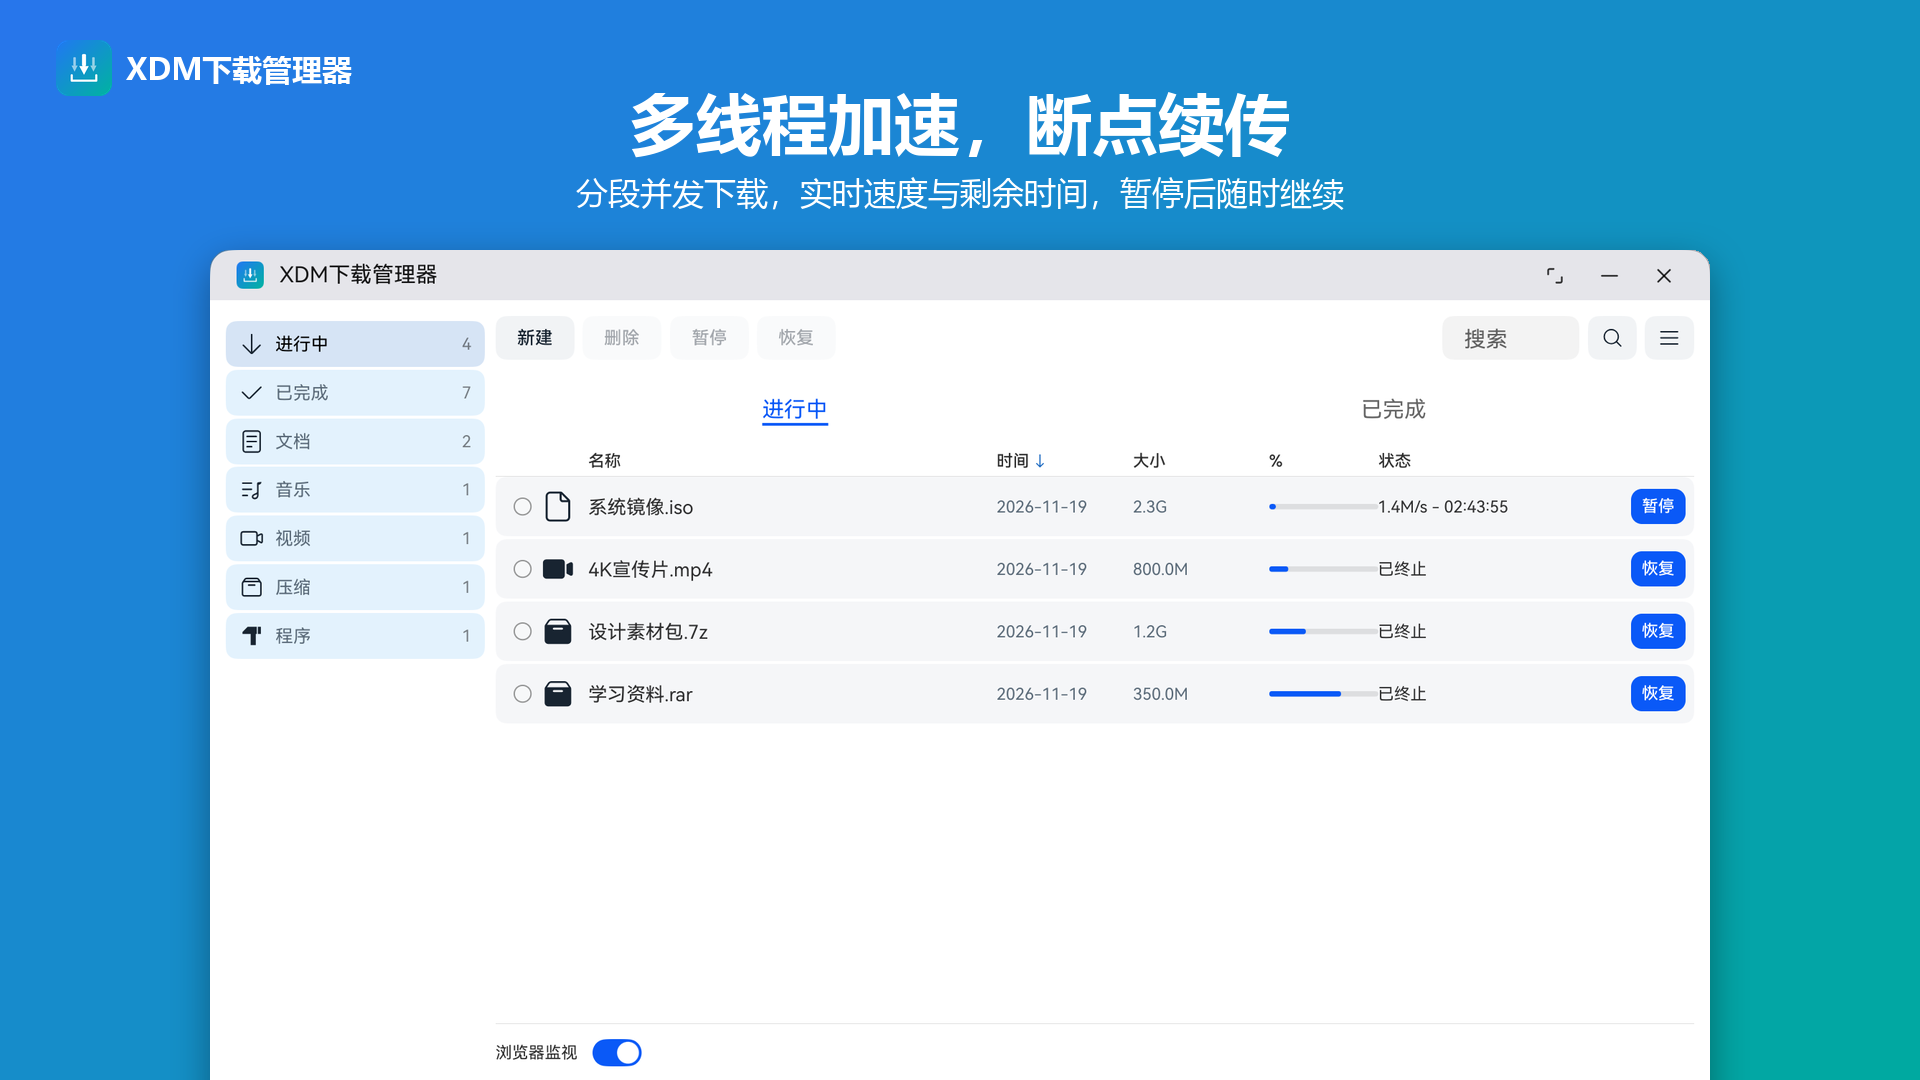 XDM下载管理器
多线程加速，断点续传
分段并发下载，实时速度与剩余时间，暂停后随时继续
XDM下载管理器
进行中 4
已完成 7
文档 2
音乐 1
视频 1
压缩 1
程序 1
新建 删除 暂停 恢复 搜索
进行中 已完成
名称 时间 ↓ 大小 % 状态
系统镜像.iso 2026-11-19 2.3G 1.4M/s - 02:43:55 暂停
4K宣传片.mp4 2026-11-19 800.0M 已终止 恢复
设计素材包.7z 2026-11-19 1.2G 已终止 恢复
学习资料.rar 2026-11-19 350.0M 已终止 恢复
浏览器监视